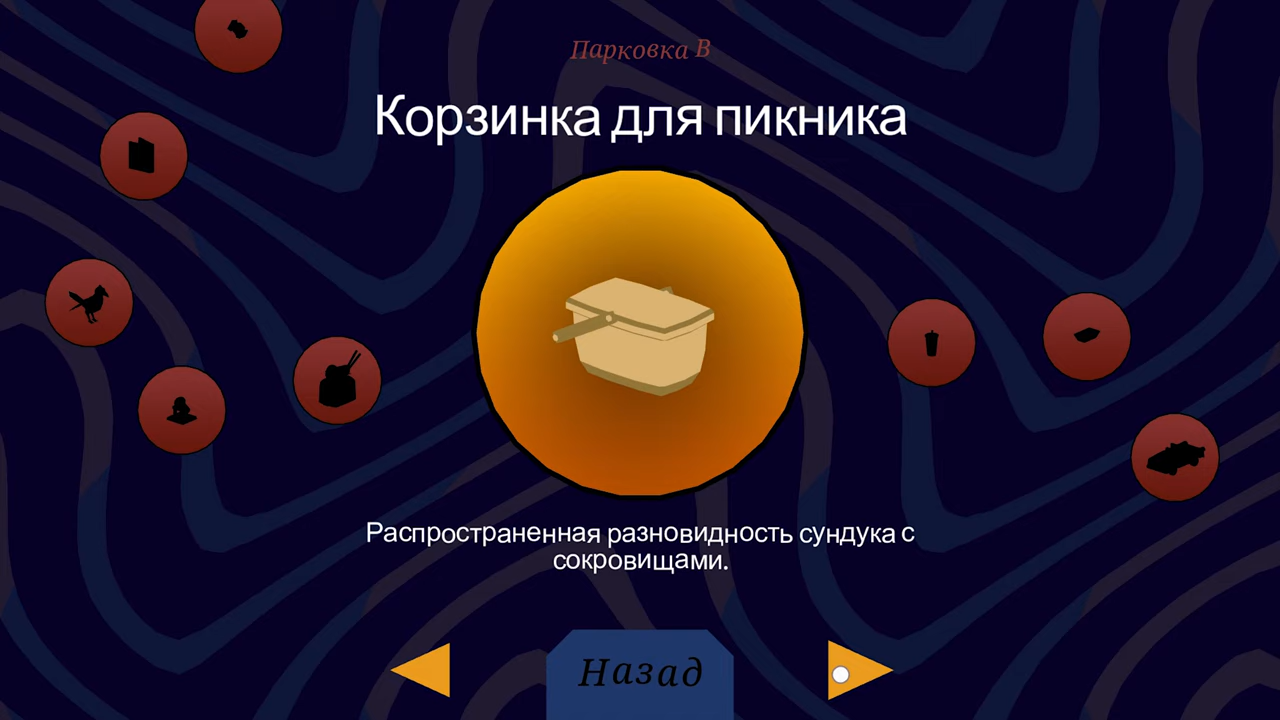 Парковка В
Корзинка для пикника
Распространенная разновидность сундука с
сокровищами.
Назад